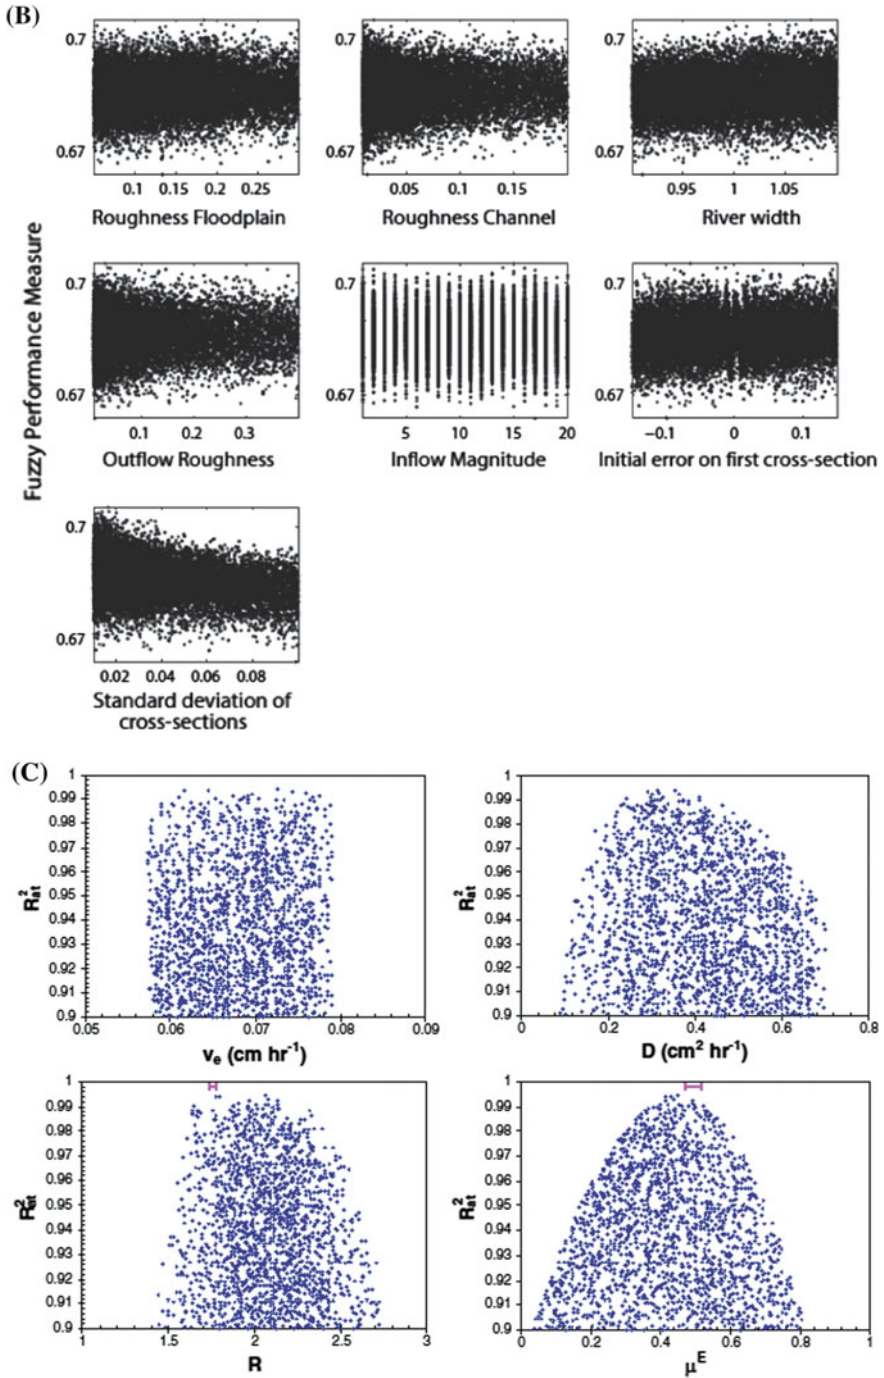 (B)
Fuzzy Performance Measure
0.7
0.67
0.1 0.15 0.2 0.25
Roughness Floodplain
0.7
0.67
0.05 0.1 0.15
Roughness Channel
0.7
0.67
0.95 1 1.05
River width
0.7
0.67
0.1 0.2 0.3
Outflow Roughness
0.7
0.67
5 10 15 20
Inflow Magnitude
0.7
0.67
−0.1 0 0.1
Initial error on first cross-section
0.7
0.67
0.02 0.04 0.06 0.08
Standard deviation of
cross-sections
(C)
R²at
1
0.99
0.98
0.97
0.96
0.95
0.94
0.93
0.92
0.91
0.9
0.05 0.06 0.07 0.08 0.09
vₑ (cm hr⁻¹)
R²at
1
0.99
0.98
0.97
0.96
0.95
0.94
0.93
0.92
0.91
0.9
0 0.2 0.4 0.6 0.8
D (cm² hr⁻¹)
R²at
1
0.99
0.98
0.97
0.96
0.95
0.94
0.93
0.92
0.91
0.9
1 1.5 2 2.5 3
R
R²at
1
0.99
0.98
0.97
0.96
0.95
0.94
0.93
0.92
0.91
0.9
0 0.2 0.4 0.6 0.8 1
μᴱ